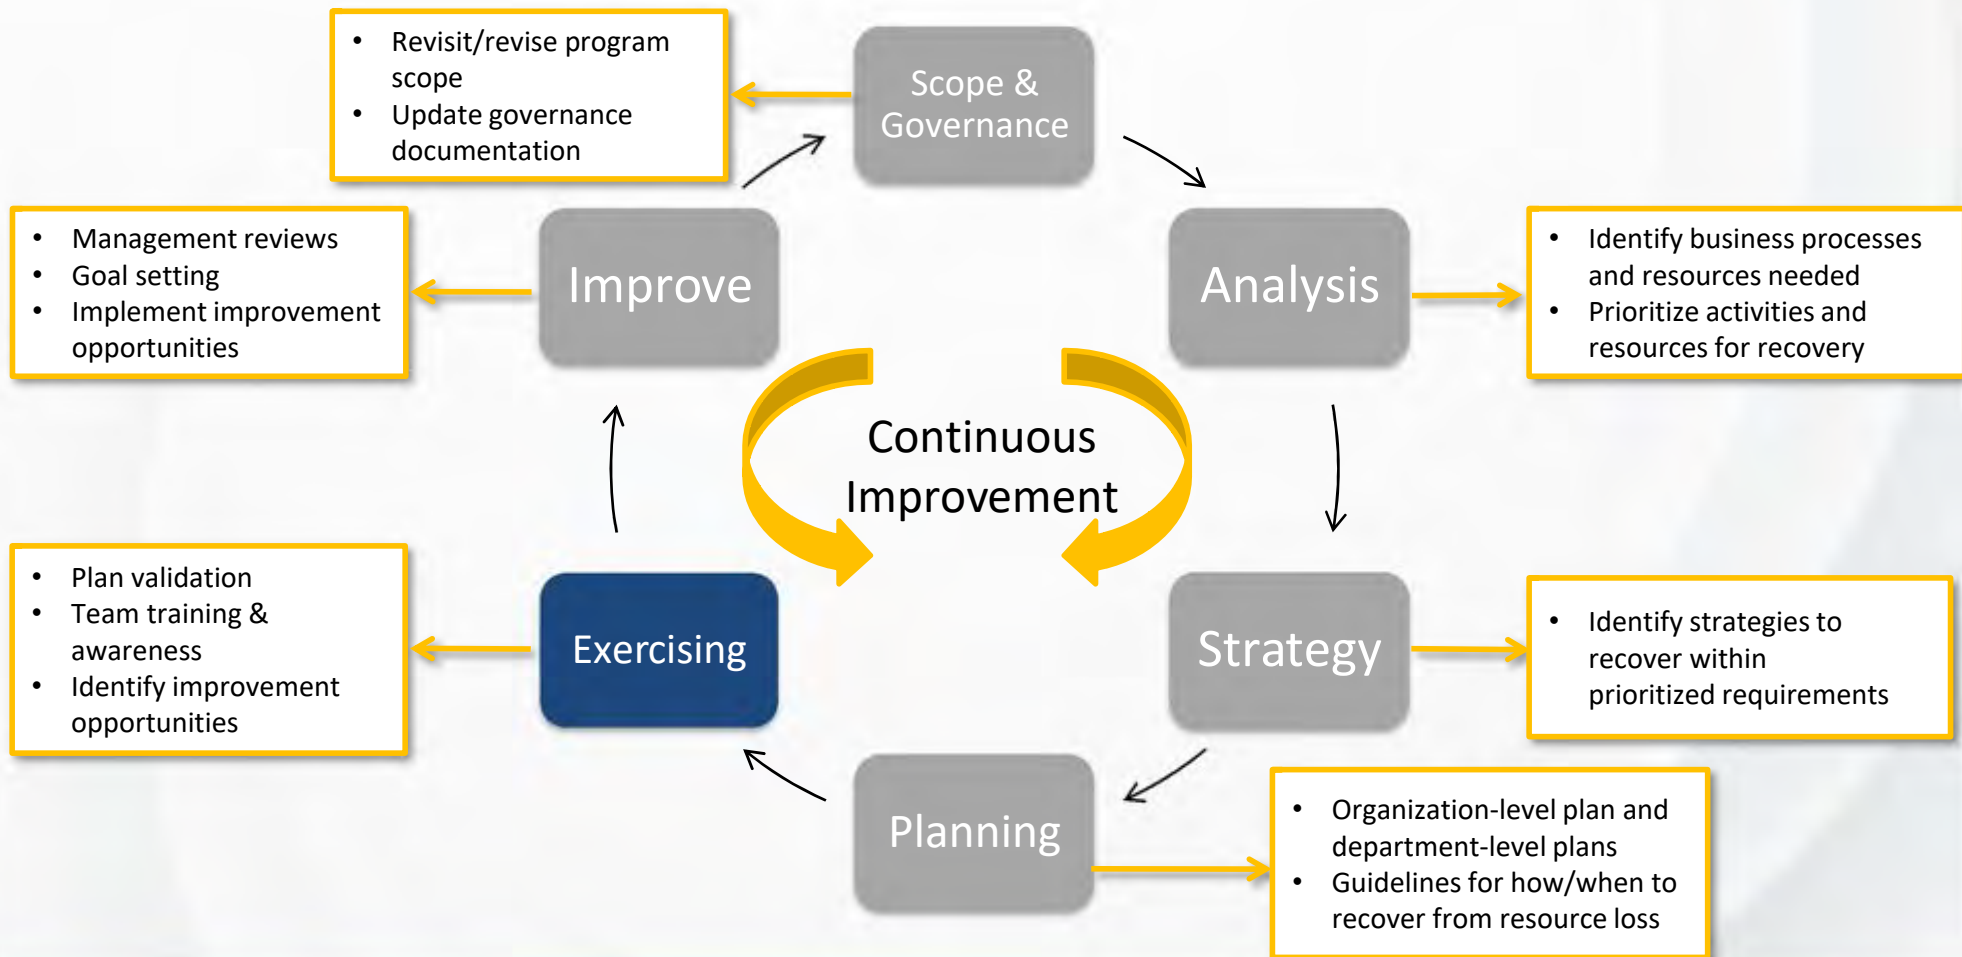 • Revisit/revise program
scope
• Update governance
documentation
Scope &
Governance
• Management reviews
• Goal setting
• Implement improvement
opportunities
Improve
Analysis
• Identify business processes
and resources needed
• Prioritize activities and
resources for recovery
Continuous
Improvement
• Plan validation
• Team training &
awareness
• Identify improvement
opportunities
Exercising
Strategy
• Identify strategies to
recover within
prioritized requirements
Planning
• Organization-level plan and
department-level plans
• Guidelines for how/when to
recover from resource loss